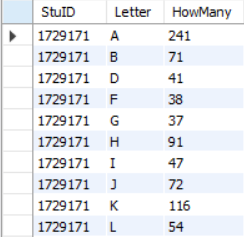 StuID Letter HowMany
1729171 A 241
1729171 B 71
1729171 D 41
1729171 F 38
1729171 G 37
1729171 H 91
1729171 I 47
1729171 J 72
1729171 K 116
1729171 L 54